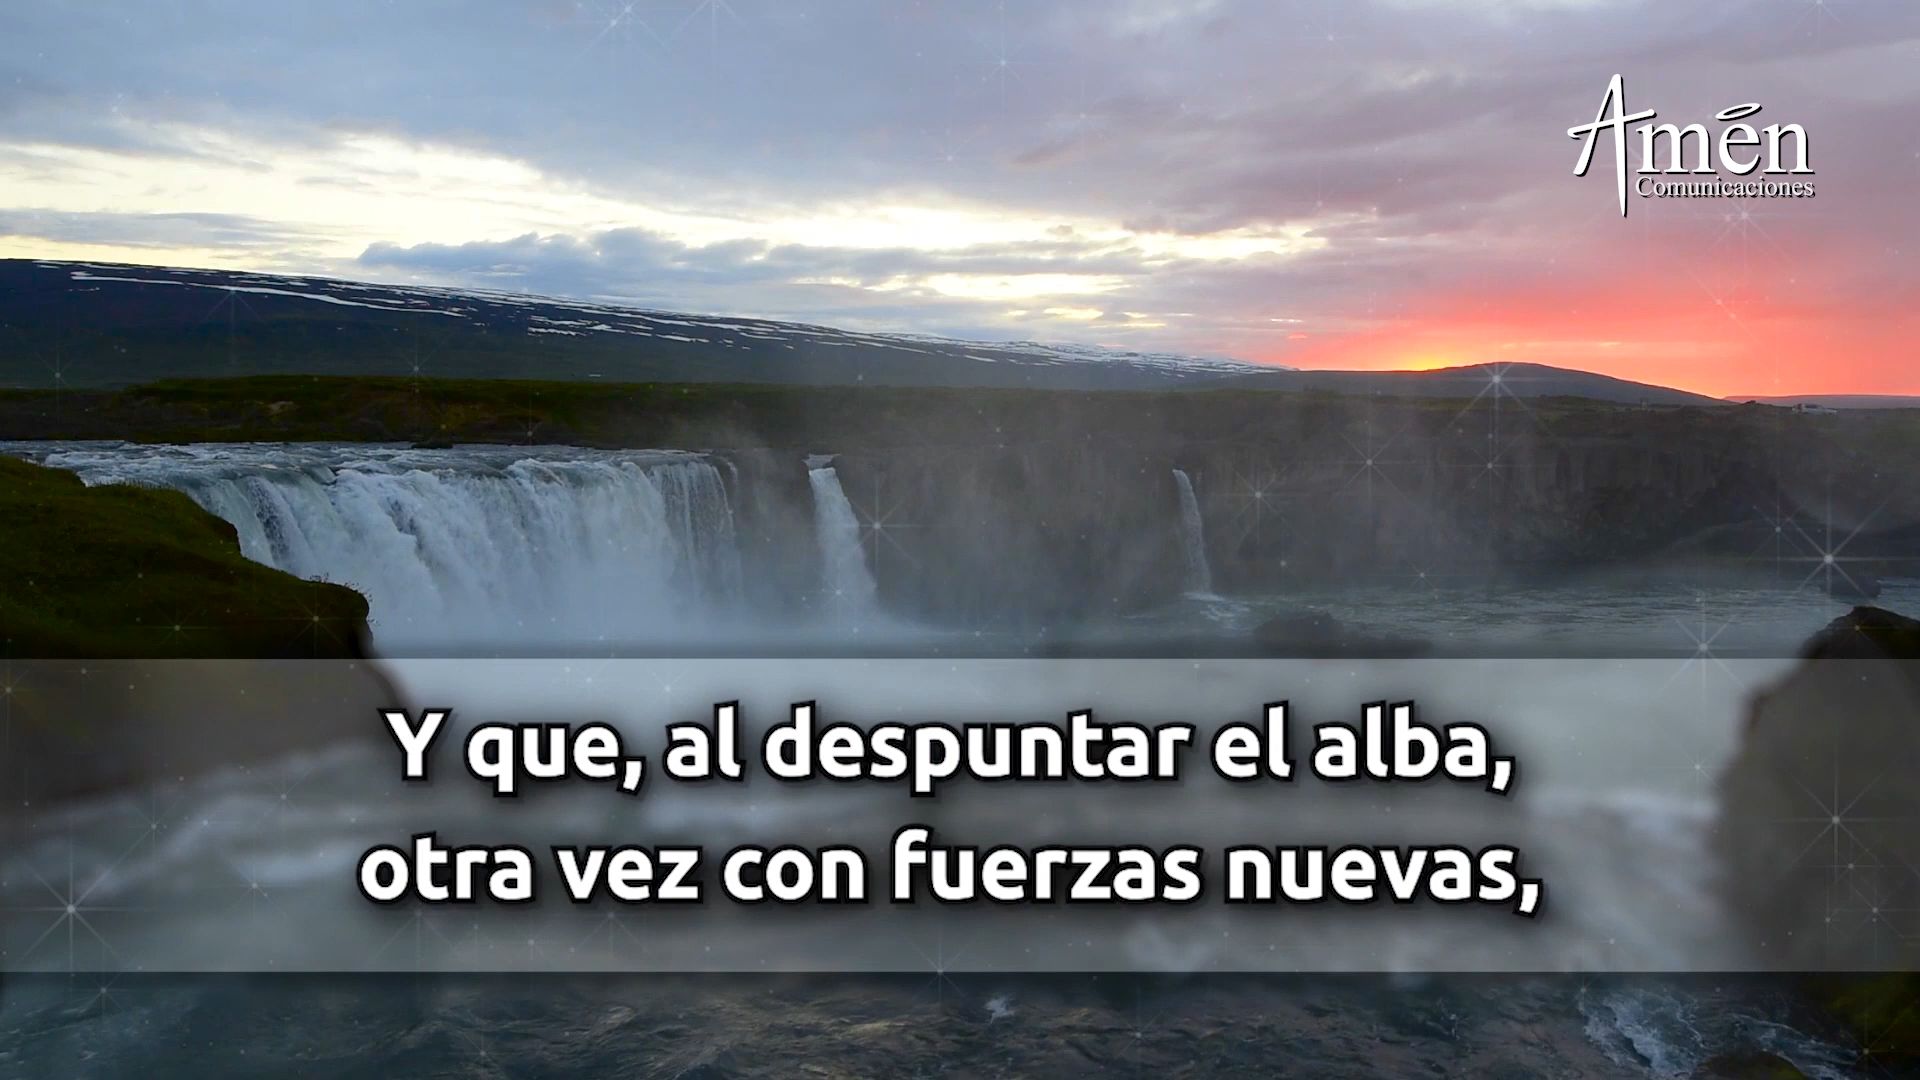 Amén
Comunicaciones
Y que, al despuntar el alba,
otra vez con fuerzas nuevas,